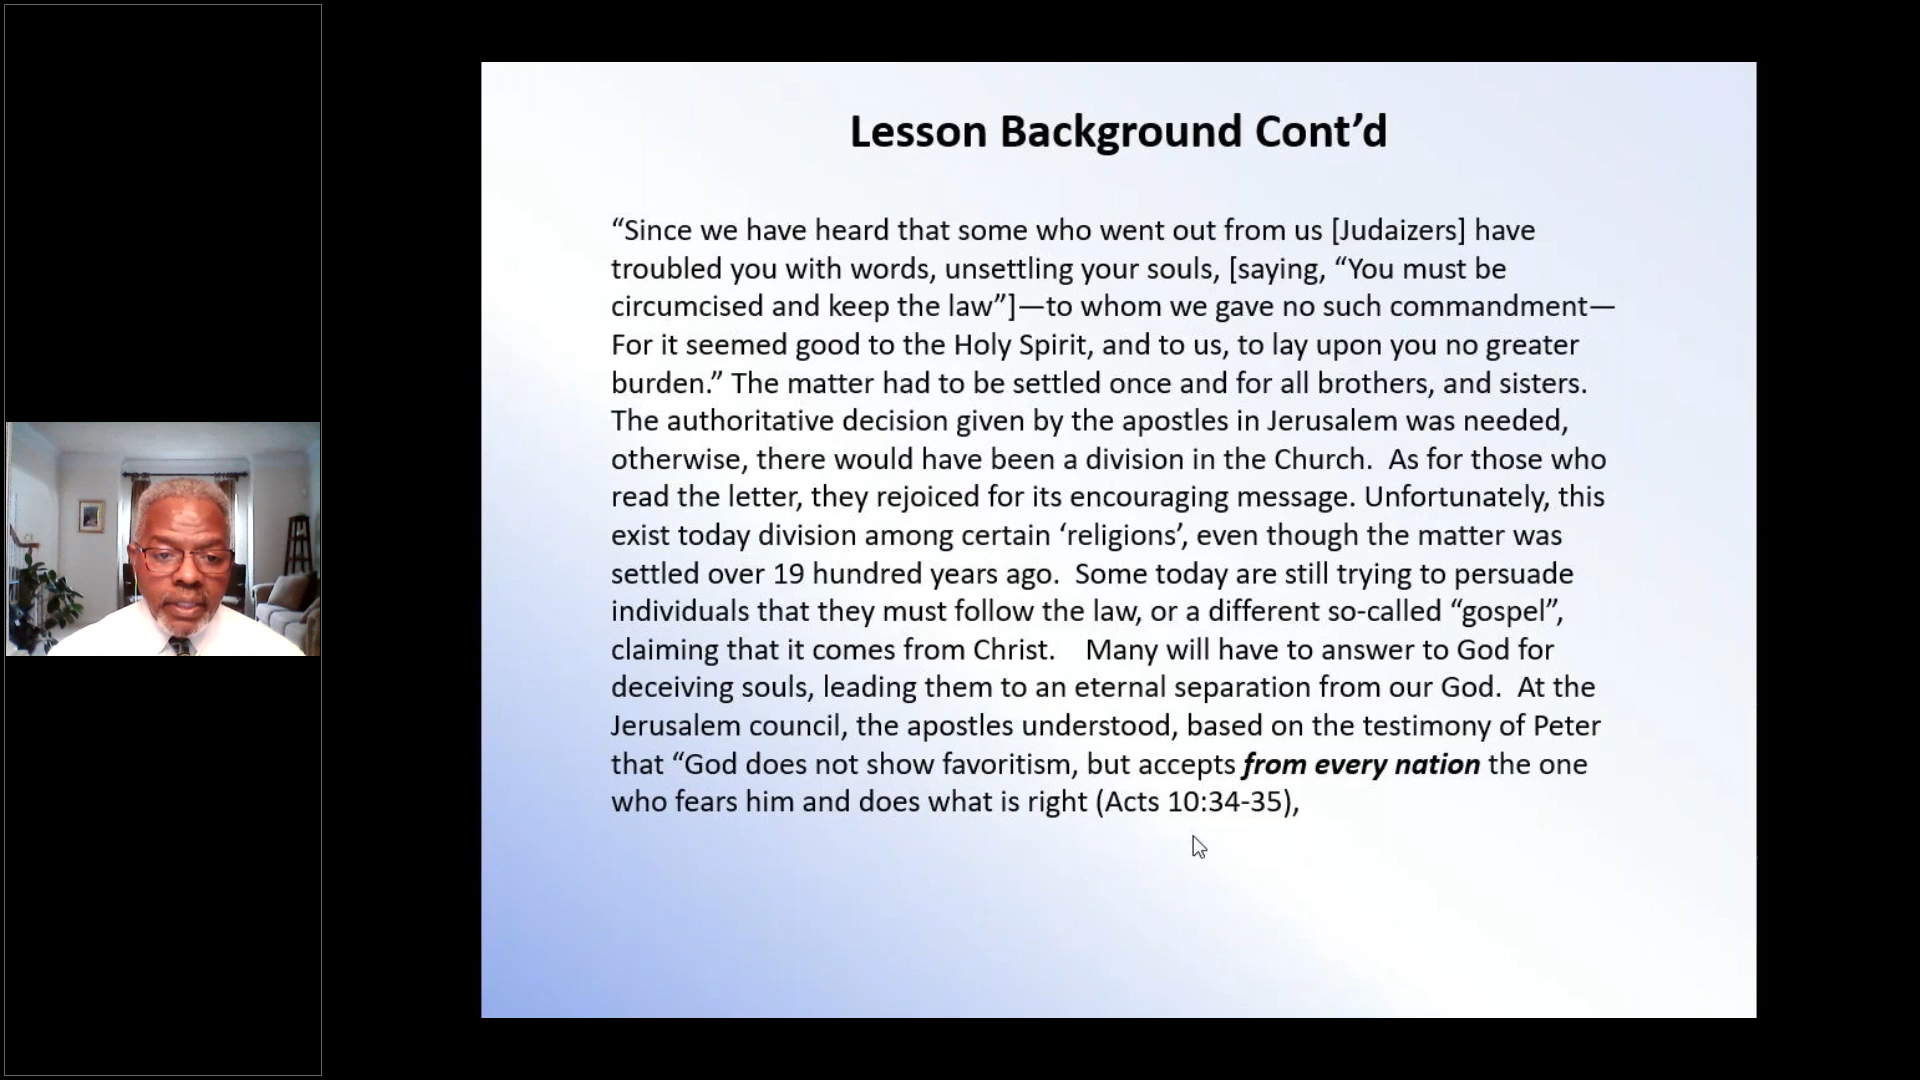 Lesson Background Cont’d
“Since we have heard that some who went out from us [Judaizers] have
troubled you with words, unsettling your souls, [saying, “You must be
circumcised and keep the law”]—to whom we gave no such commandment—
For it seemed good to the Holy Spirit, and to us, to lay upon you no greater
burden.” The matter had to be settled once and for all brothers, and sisters.
The authoritative decision given by the apostles in Jerusalem was needed,
otherwise, there would have been a division in the Church.  As for those who
read the letter, they rejoiced for its encouraging message. Unfortunately, this
exist today division among certain ‘religions’, even though the matter was
settled over 19 hundred years ago.  Some today are still trying to persuade
individuals that they must follow the law, or a different so-called “gospel”,
claiming that it comes from Christ.    Many will have to answer to God for
deceiving souls, leading them to an eternal separation from our God.  At the
Jerusalem council, the apostles understood, based on the testimony of Peter
that “God does not show favoritism, but accepts from every nation the one
who fears him and does what is right (Acts 10:34-35),